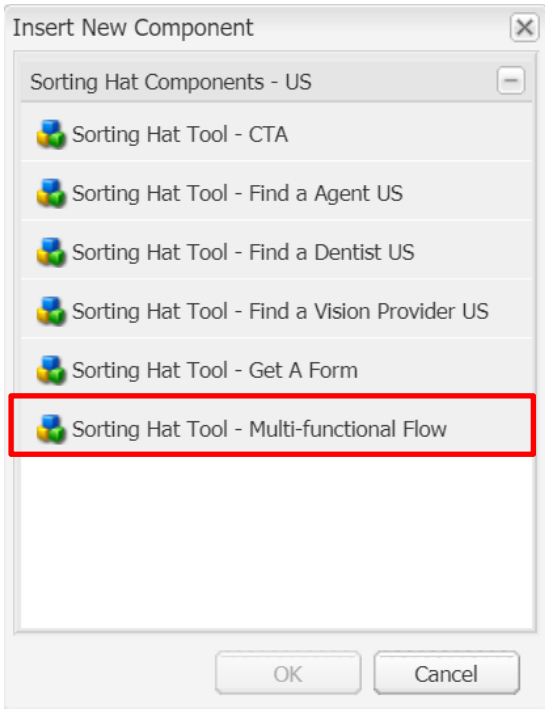 Insert New Component
Sorting Hat Components - US
Sorting Hat Tool - CTA
Sorting Hat Tool - Find a Agent US
Sorting Hat Tool - Find a Dentist US
Sorting Hat Tool - Find a Vision Provider US
Sorting Hat Tool - Get A Form
Sorting Hat Tool - Multi-functional Flow
OK Cancel